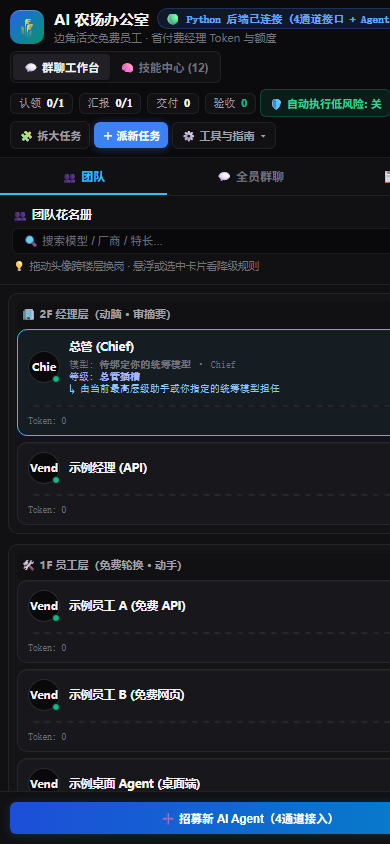 AI 农场办公室
Python 后端已连接 (4通道接口 + Agent
边角活交免费员工 · 省付费经理 Token 与额度
群聊工作台
技能中心 (12)
认领 0/1
汇报 0/1
交付 0
验收 0
自动执行低风险: 关
拆大任务
+ 派新任务
工具与指南
团队
全员群聊
团队花名册
搜索模型 / 厂商 / 特长...
拖动头像跨楼层换岗 · 悬浮或选中卡片看降级规则
2F 经理层 (动脑 · 审摘要)
Chie
总管 (Chief)
模型: 待绑定你的统筹模型 · Chief
等级: 总管插槽
↳ 由当前最高层级助手或你指定的统筹模型担任
Token: 0
Vend
示例经理 (API)
Token: 0
1F 员工层 (免费轮换 · 动手)
Vend
示例员工 A (免费 API)
Token: 0
Vend
示例员工 B (免费网页)
Token: 0
Vend
示例桌面 Agent (桌面端)
招募新 AI Agent (4通道接入)